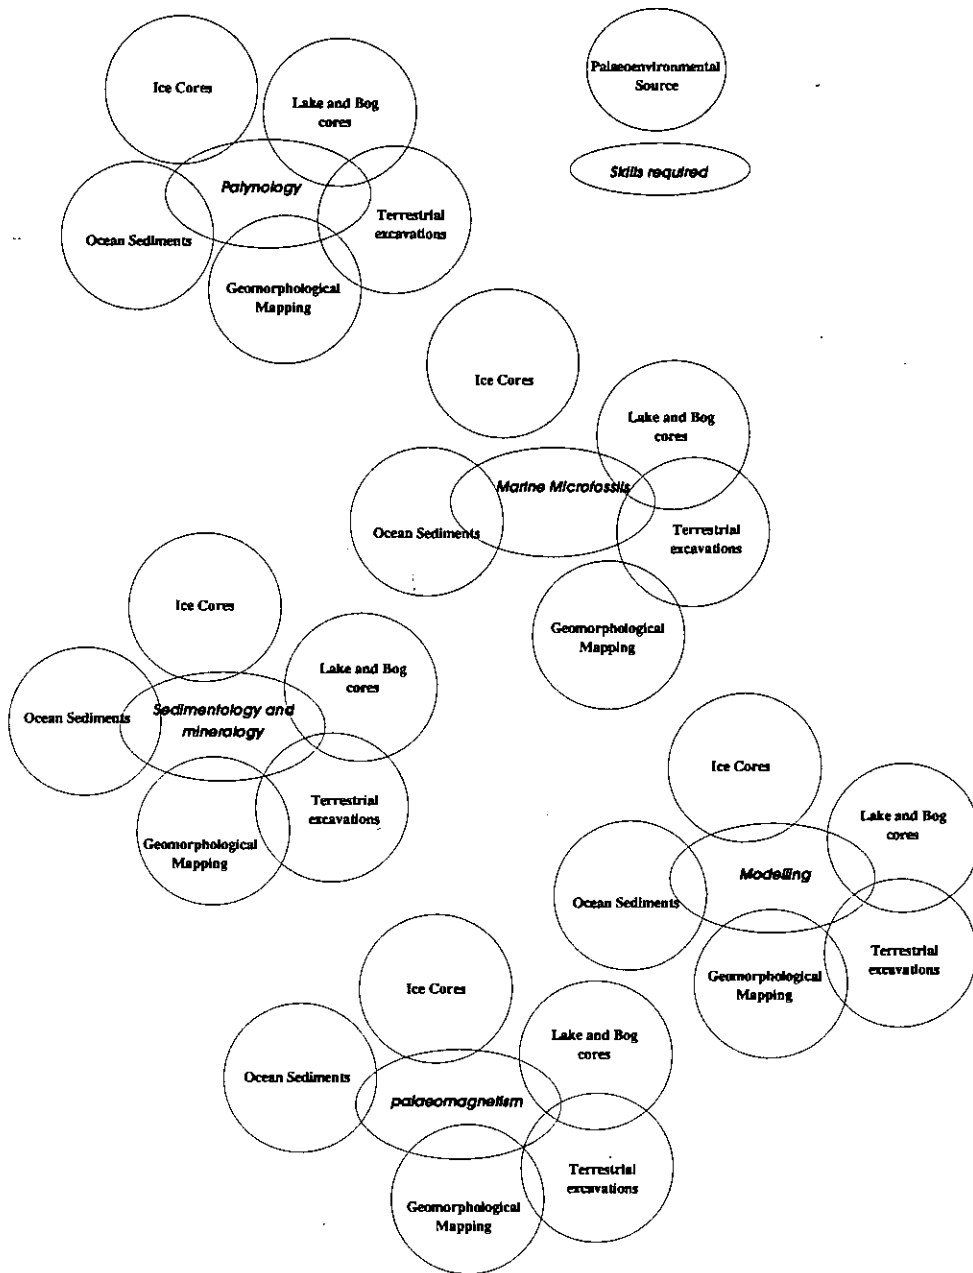 Palaeoenvironmental
Source
Skills required
Ice Cores
Lake and Bog
cores
Palynology
Terrestrial
excavations
Ocean Sediments
Geomorphological
Mapping
Ice Cores
Lake and Bog
cores
Marine Microfossils
Ocean Sediments
Terrestrial
excavations
Geomorphological
Mapping
Ice Cores
Lake and Bog
cores
Ocean Sediments
Sedimentology and
mineralogy
Terrestrial
excavations
Geomorphological
Mapping
Ice Cores
Lake and Bog
cores
Modelling
Ocean Sediments
Terrestrial
excavations
Geomorphological
Mapping
Ice Cores
Lake and Bog
cores
Ocean Sediments
palaeomagnetism
Terrestrial
excavations
Geomorphological
Mapping